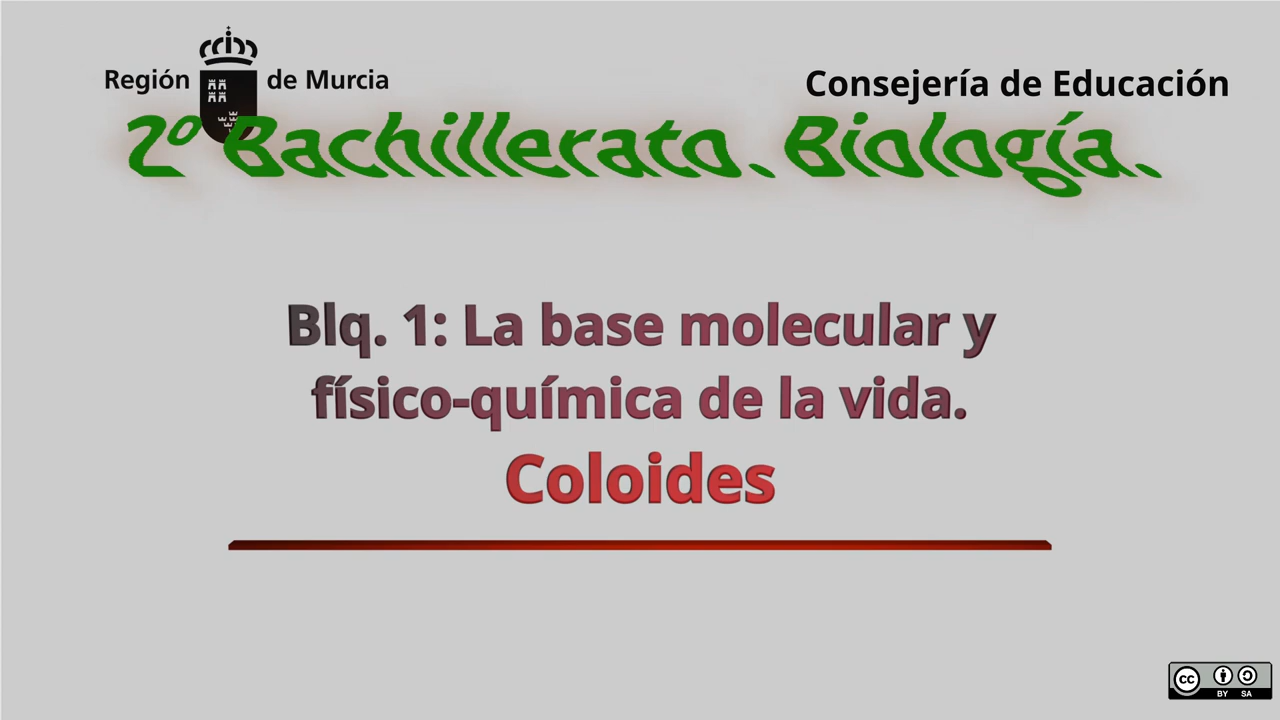 Región de Murcia
Consejería de Educación
2º Bachillerato. Biología.
Blq. 1: La base molecular y
físico-química de la vida.
Coloides
cc BY SA